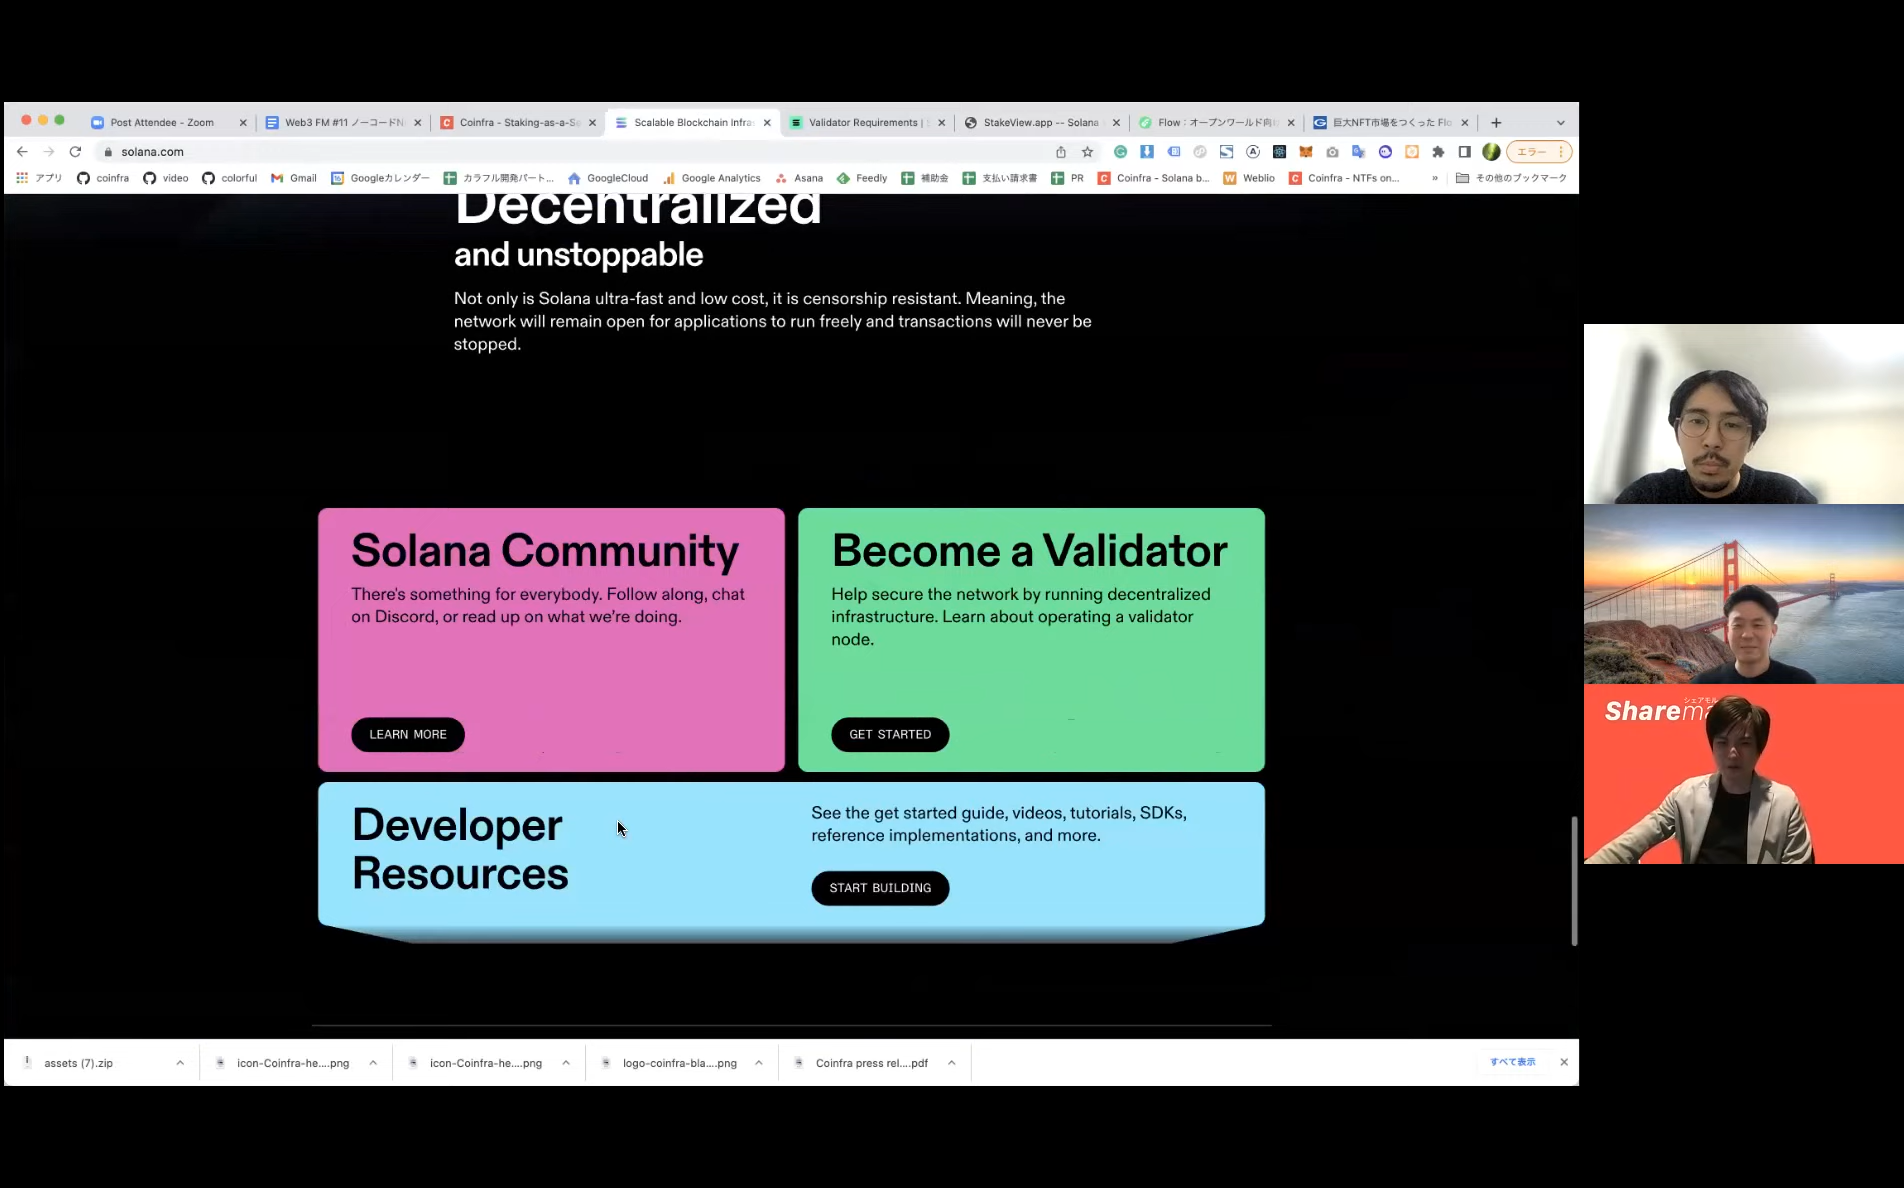 Post Attendee - Zoom
Web3 FM #11 ノーコードN
Coinfra - Staking-as-a-Se
Scalable Blockchain Infra
Validator Requirements |
StakeView.app -- Solana
Flow：オープンワールド向け
巨大NFT市場をつくった Flo
solana.com
エラー
アプリ
coinfra
video
colorful
Gmail
Googleカレンダー
カラフル開発パート...
GoogleCloud
Google Analytics
Asana
Feedly
補助金
支払い請求書
PR
Coinfra - Solana b...
Weblio
Coinfra - NTFs on...
»
その他のブックマーク
Decentralized
and unstoppable
Not only is Solana ultra-fast and low cost, it is censorship resistant. Meaning, the
network will remain open for applications to run freely and transactions will never be
stopped.
Solana Community
There's something for everybody. Follow along, chat
on Discord, or read up on what we're doing.
LEARN MORE
Become a Validator
Help secure the network by running decentralized
infrastructure. Learn about operating a validator
node.
GET STARTED
Developer
Resources
See the get started guide, videos, tutorials, SDKs,
reference implementations, and more.
START BUILDING
シェアモル
Sharem
assets (7).zip
icon-Coinfra-he....png
icon-Coinfra-he....png
logo-coinfra-bla....png
Coinfra press rel....pdf
すべて表示